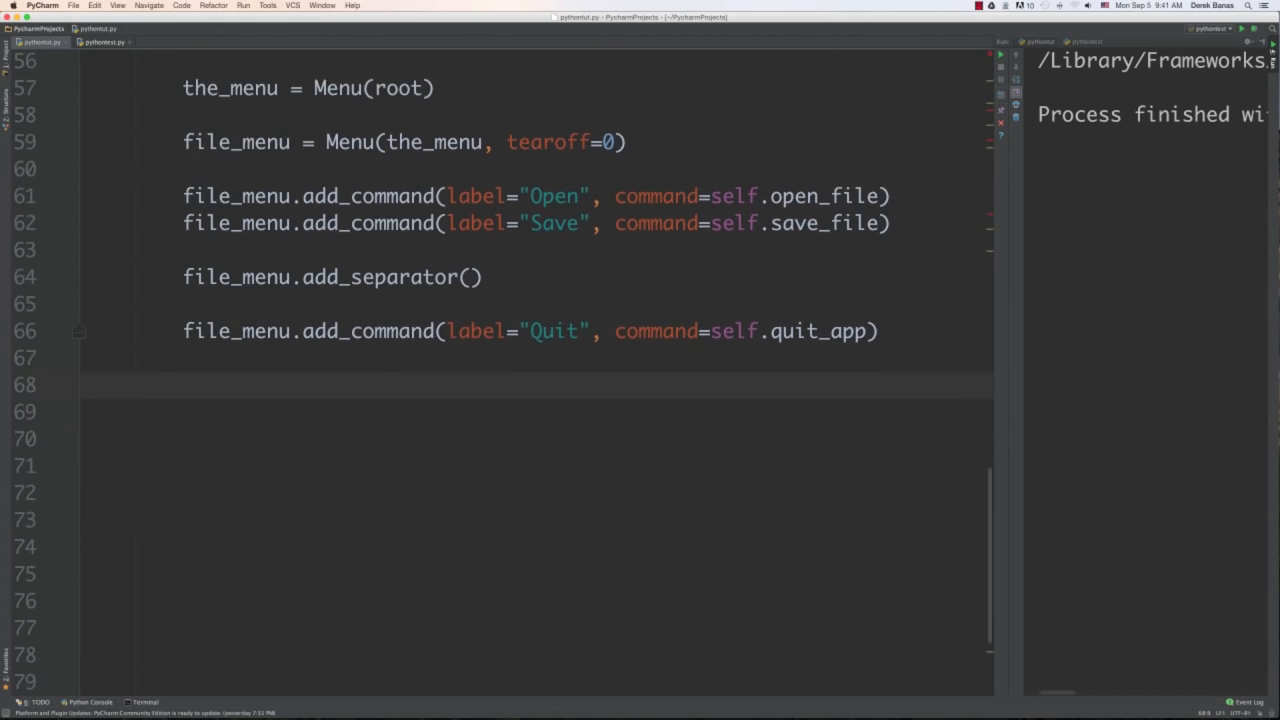 PyCharm File Edit View Navigate Code Refactor Run Tools VCS Window Help 10 Mon Sep 5 9:41 AM Derek Banas
pythontut.py - PycharmProjects - [~/PycharmProjects]
PycharmProjects pythontut.py pythontest
pythontut.py pythontest.py Run: pythontut pythontest
1: Project
Z: Structure
2: Favorites
4: Run
/Library/Frameworks
Process finished wi
56
57 the_menu = Menu(root)
58
59 file_menu = Menu(the_menu, tearoff=0)
60
61 file_menu.add_command(label="Open", command=self.open_file)
62 file_menu.add_command(label="Save", command=self.save_file)
63
64 file_menu.add_separator()
65
66 file_menu.add_command(label="Quit", command=self.quit_app)
67
68
69
70
71
72
73
74
75
76
77
78
79
6: TODO Python Console Terminal Event Log
Platform and Plugin Updates: PyCharm Community Edition is ready to update. (yesterday 7:51 PM) 68:9 LF: UTF-8: